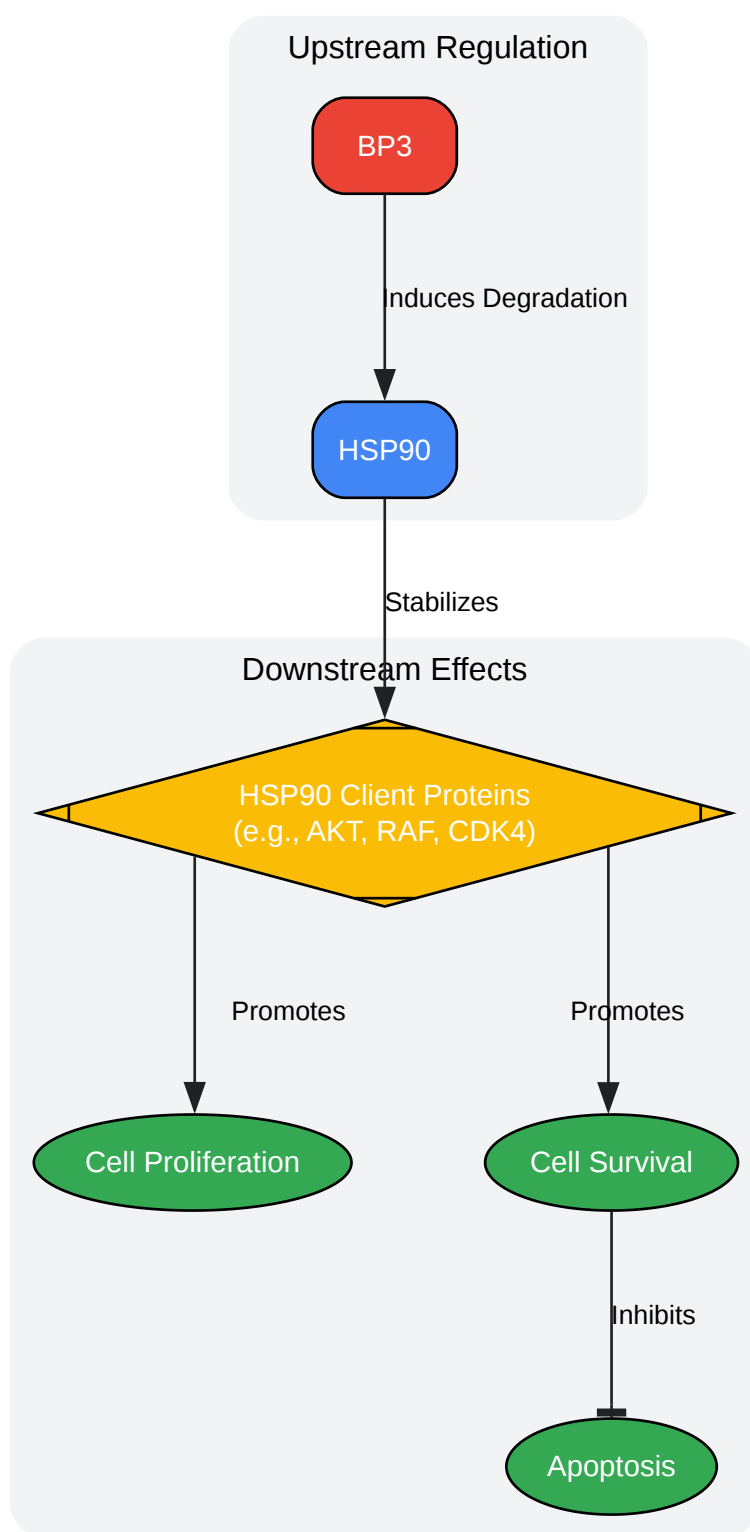 Upstream Regulation
BP3
Induces Degradation
HSP90
Stabilizes
Downstream Effects
HSP90 Client Proteins
(e.g., AKT, RAF, CDK4)
Promotes
Promotes
Cell Proliferation
Cell Survival
Inhibits
Apoptosis